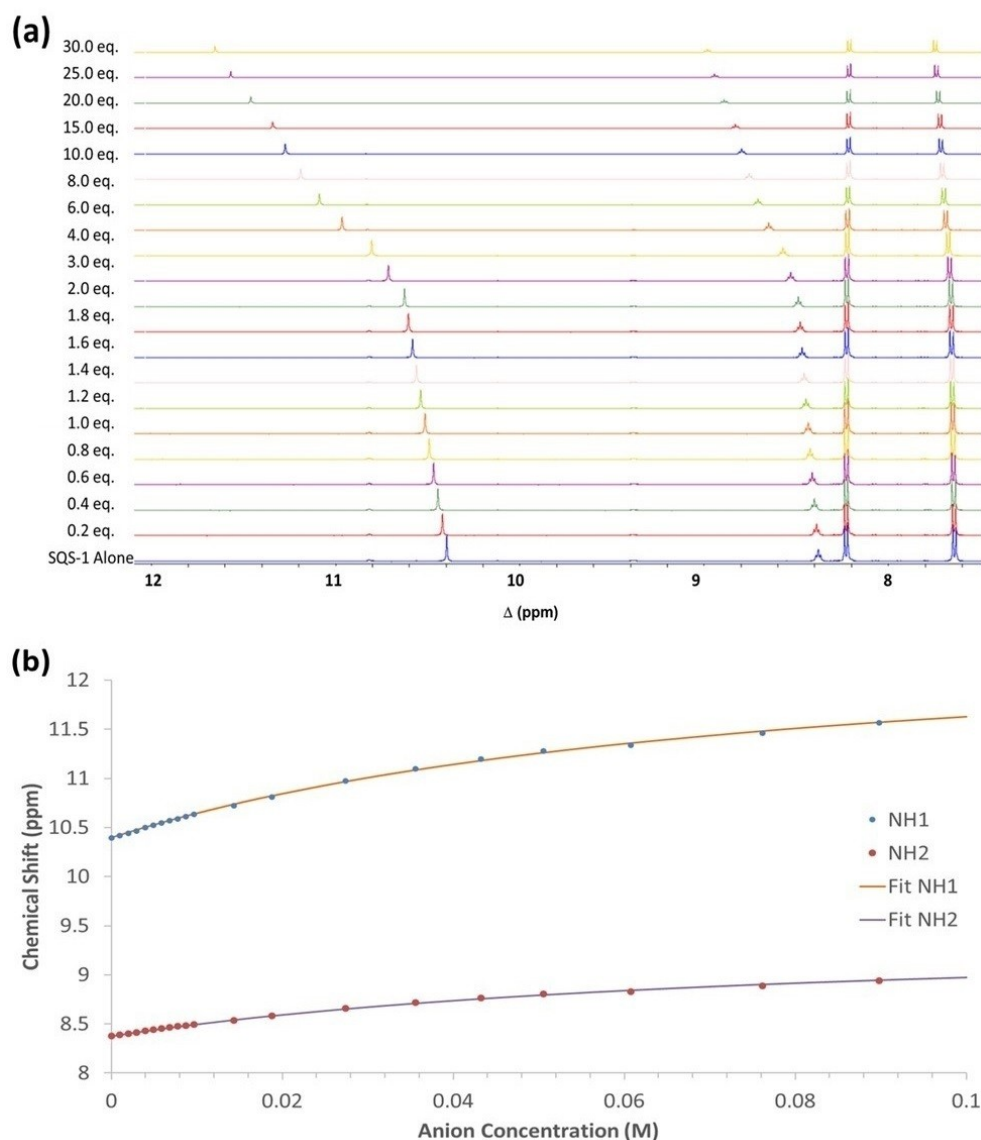 (a)
30.0 eq.
25.0 eq.
20.0 eq.
15.0 eq.
10.0 eq.
8.0 eq.
6.0 eq.
4.0 eq.
3.0 eq.
2.0 eq.
1.8 eq.
1.6 eq.
1.4 eq.
1.2 eq.
1.0 eq.
0.8 eq.
0.6 eq.
0.4 eq.
0.2 eq.
SQS-1 Alone
12 11 10 9 8
Δ (ppm)
(b)
12
11.5
11
10.5
10
9.5
9
8.5
8
Chemical Shift (ppm)
NH1
NH2
Fit NH1
Fit NH2
0 0.02 0.04 0.06 0.08 0.1
Anion Concentration (M)